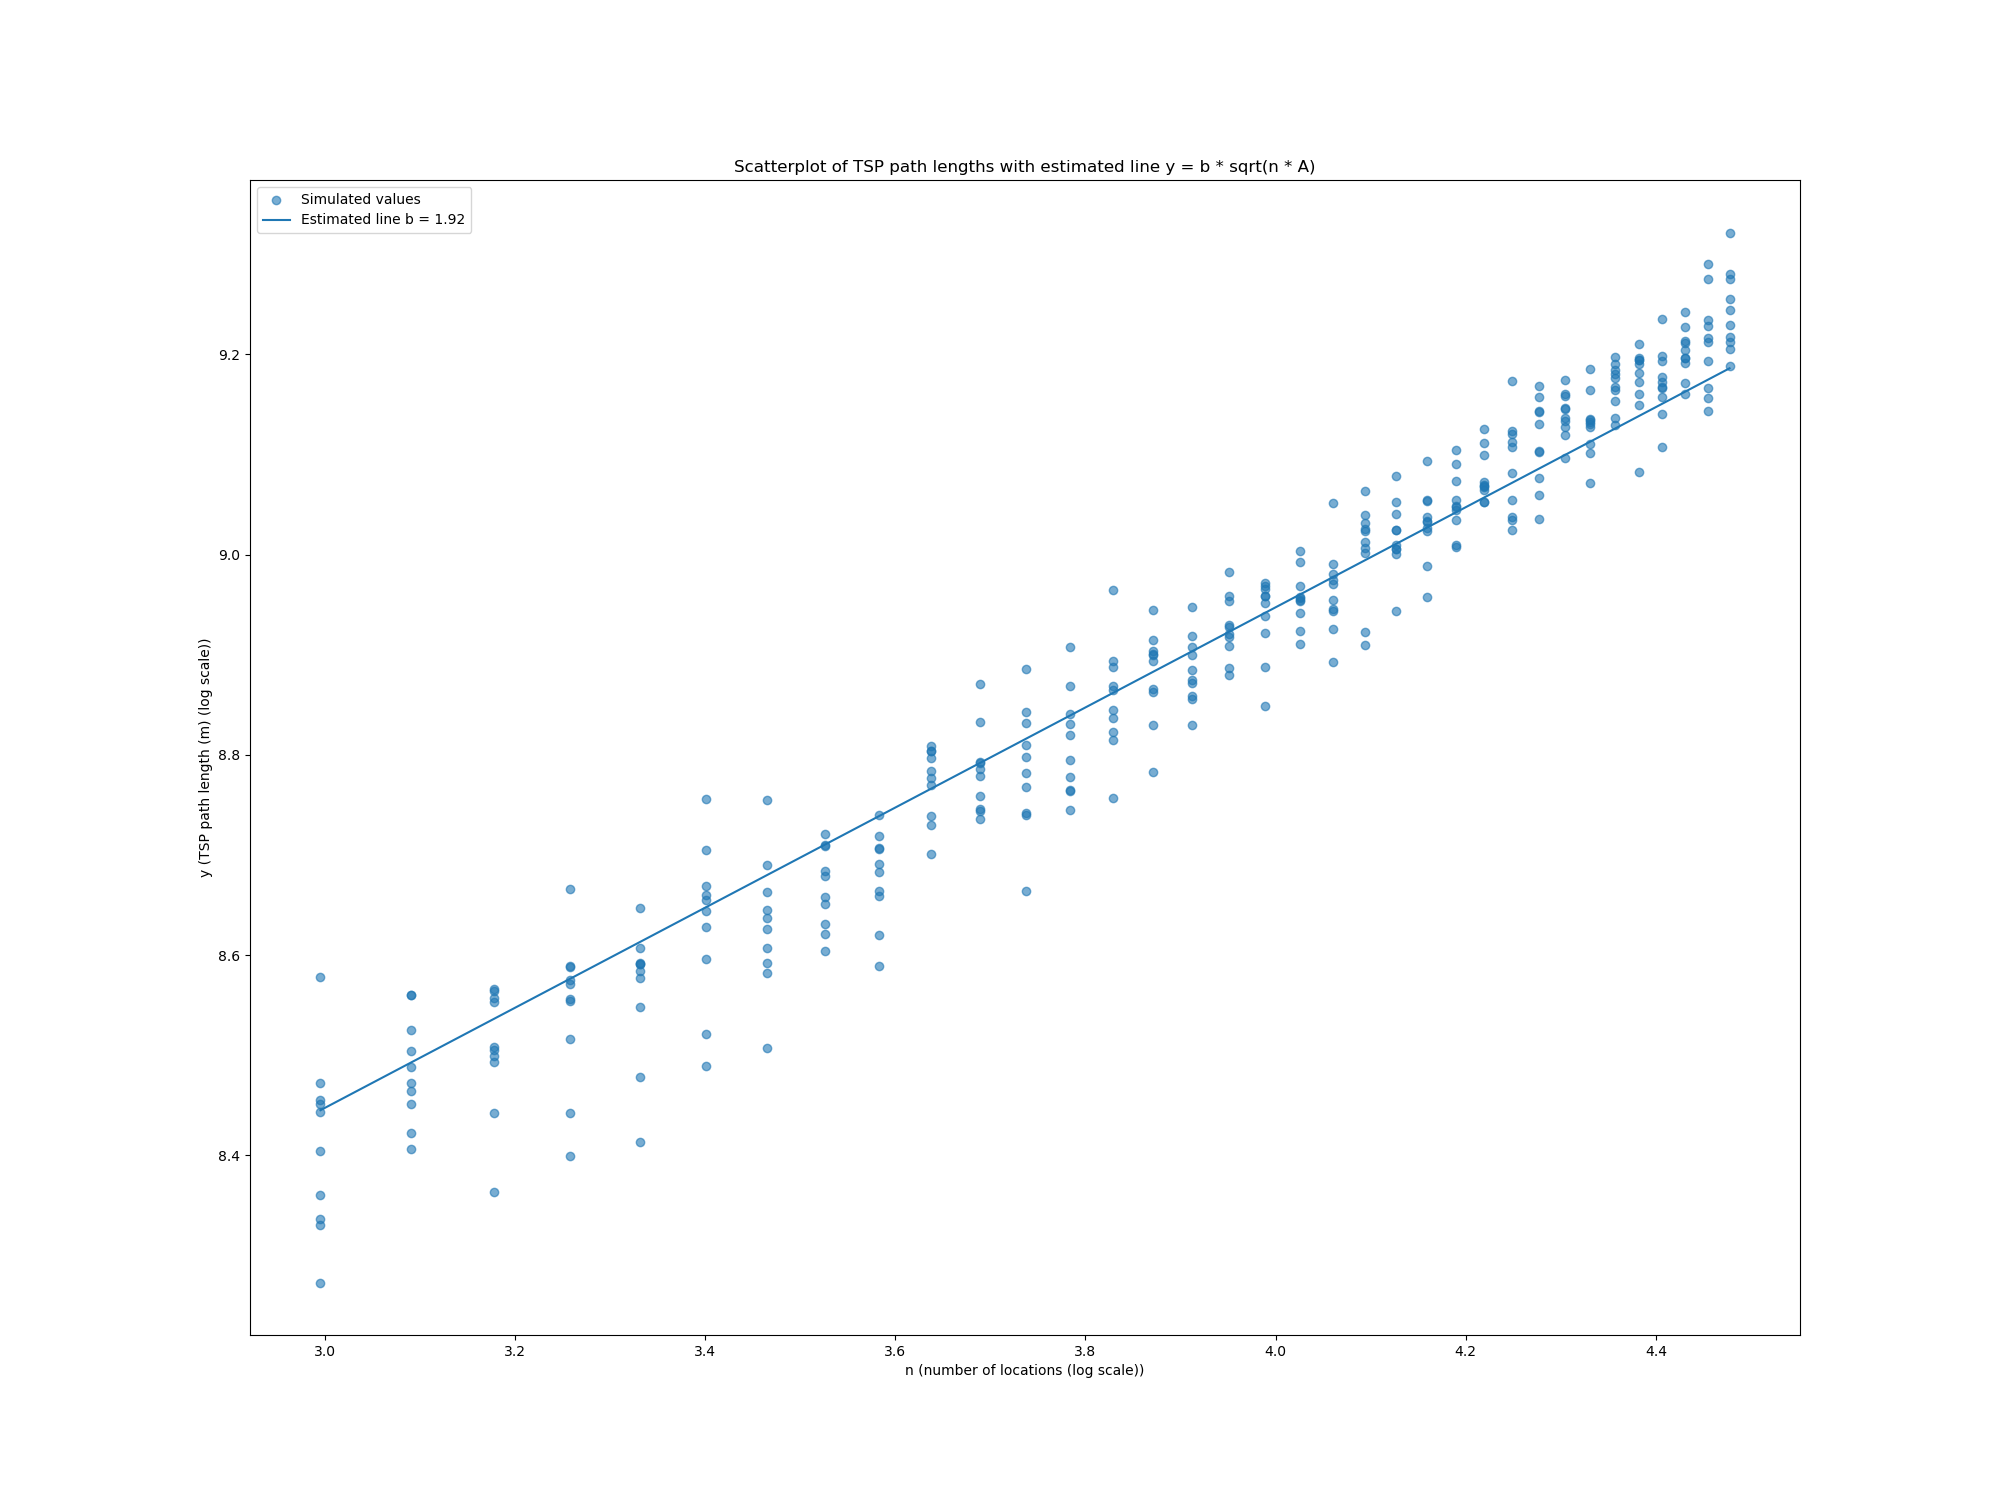 Scatterplot of TSP path lengths with estimated line y = b * sqrt(n * A)
Simulated values
Estimated line b = 1.92
9.2
9.0
8.8
8.6
8.4
y (TSP path length (m) (log scale))
3.0 3.2 3.4 3.6 3.8 4.0 4.2 4.4
n (number of locations (log scale))